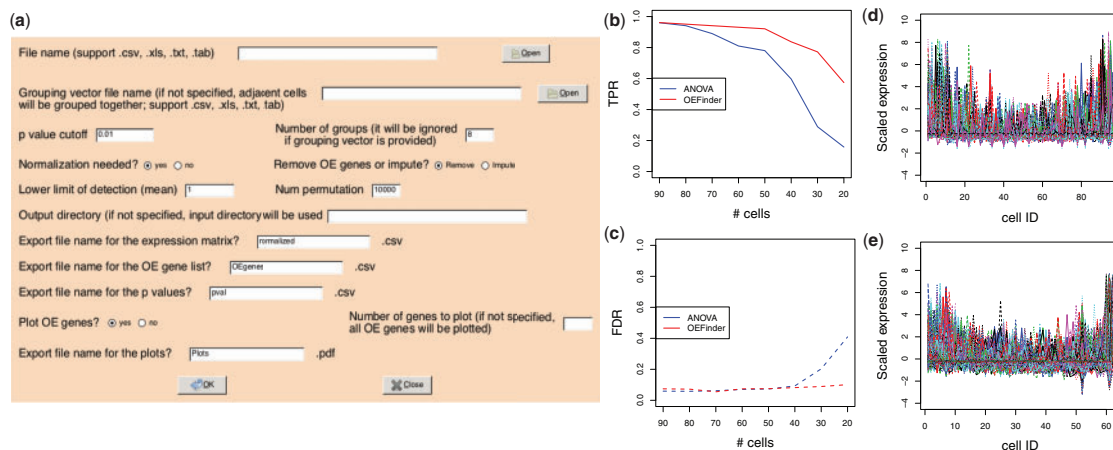 (a)
File name (support .csv, .xls, .txt, .tab)
Open
Grouping vector file name (if not specified, adjacent cells
will be grouped together; support .csv, .xls, .txt, tab)
Open
p value cutoff 0.01
Number of groups (it will be ignored
if grouping vector is provided) 8
Normalization needed? yes no
Remove OE genes or impute? Remove Impute
Lower limit of detection (mean) 1
Num permutation 10000
Output directory (if not specified, input directory will be used
Export file name for the expression matrix? normalized .csv
Export file name for the OE gene list? OEgenes .csv
Export file name for the p values? pval .csv
Plot OE genes? yes no
Number of genes to plot (if not specified,
all OE genes will be plotted)
Export file name for the plots? Plots .pdf
OK
Close
(b)
TPR
1.0
0.8
0.6
0.4
0.2
0.0
ANOVA
OEFinder
90 80 70 60 50 40 30 20
# cells
(c)
FDR
1.0
0.8
0.6
0.4
0.2
0.0
ANOVA
OEFinder
90 80 70 60 50 40 30 20
# cells
(d)
Scaled expression
10
8
6
4
2
0
−2
−4
0 20 40 60 80
cell ID
(e)
Scaled expression
10
8
6
4
2
0
−2
−4
0 10 20 30 40 50 60
cell ID